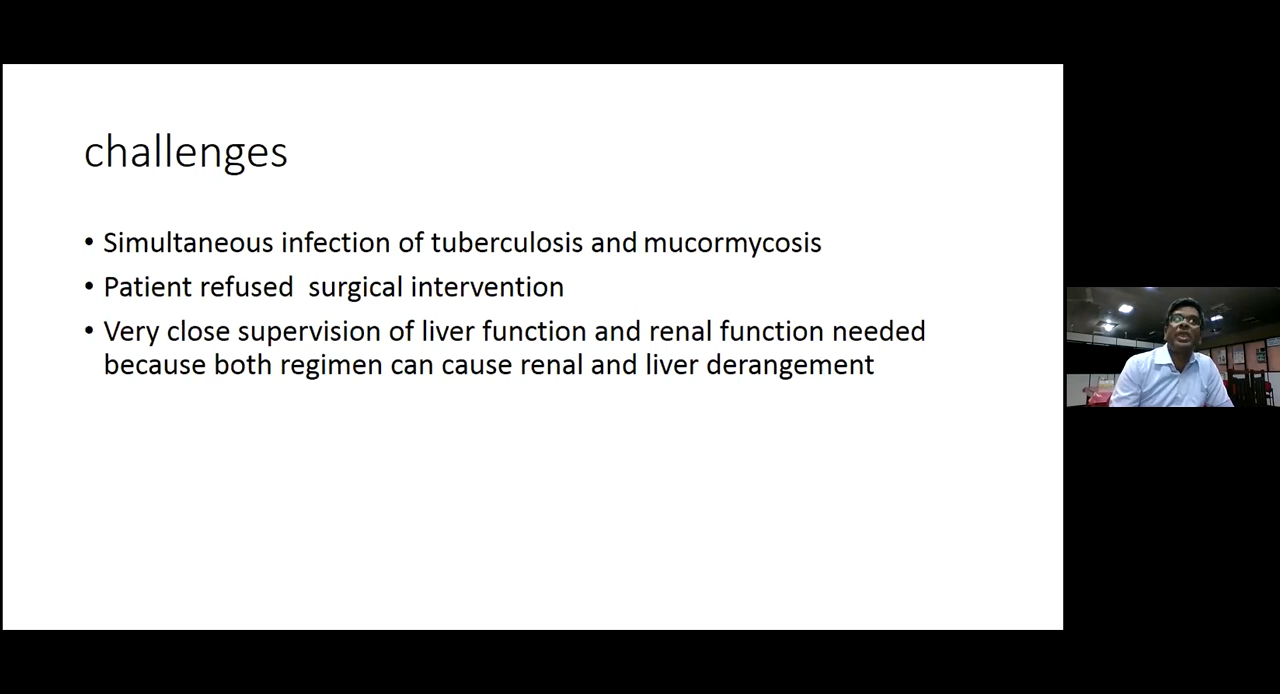 challenges
• Simultaneous infection of tuberculosis and mucormycosis
• Patient refused  surgical intervention
• Very close supervision of liver function and renal function needed
because both regimen can cause renal and liver derangement